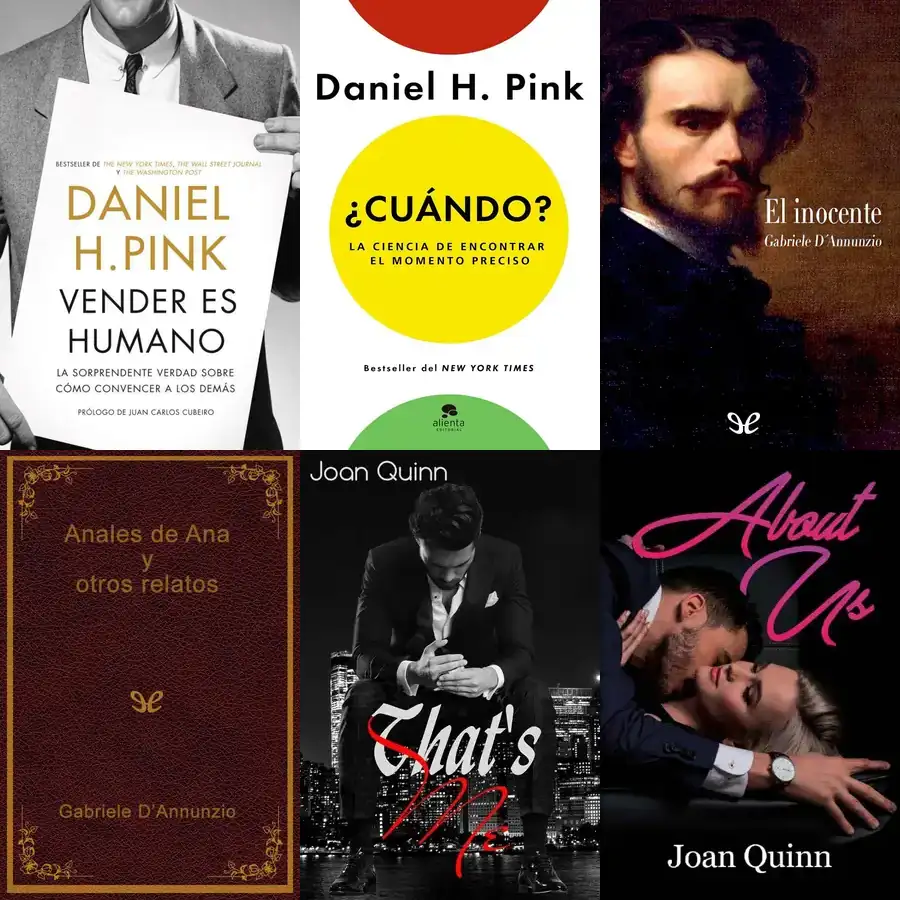 BESTSELLER DE THE NEW YORK TIMES, THE WALL STREET JOURNAL
Y THE WASHINGTON POST
DANIEL
H. PINK
VENDER ES
HUMANO
LA SORPRENDENTE VERDAD SOBRE
CÓMO CONVENCER A LOS DEMÁS
PRÓLOGO DE JUAN CARLOS CUBEIRO
Daniel H. Pink
¿CUÁNDO?
LA CIENCIA DE ENCONTRAR
EL MOMENTO PRECISO
Bestseller del NEW YORK TIMES
alienta
EDITORIAL
El inocente
Gabriele D´Annunzio
Anales de Ana
y
otros relatos
Gabriele D'Annunzio
Joan Quinn
That's
Me
About
Us
Joan Quinn